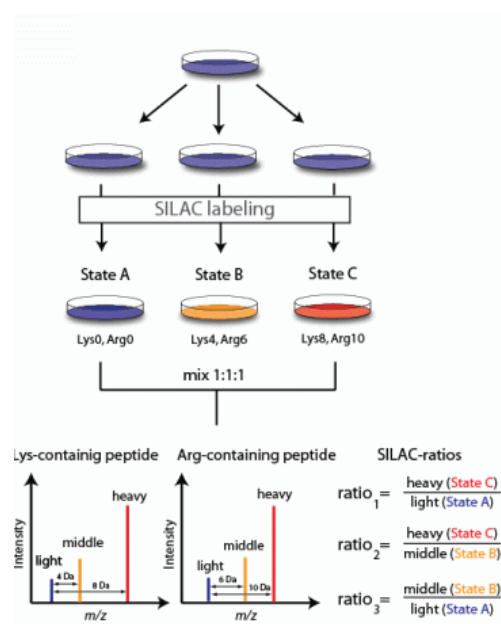 SILAC labeling
State A State B State C
Lys0, Arg0 Lys4, Arg6 Lys8, Arg10
mix 1:1:1
Lys-containig peptide Arg-containing peptide SILAC-ratios
Intensity
light
middle
heavy
4 Da
8 Da
m/z
Intensity
light
middle
heavy
6 Da
10 Da
m/z
ratio1 = heavy (State C) / light (State A)
ratio2 = heavy (State C) / middle (State B)
ratio3 = middle (State B) / light (State A)